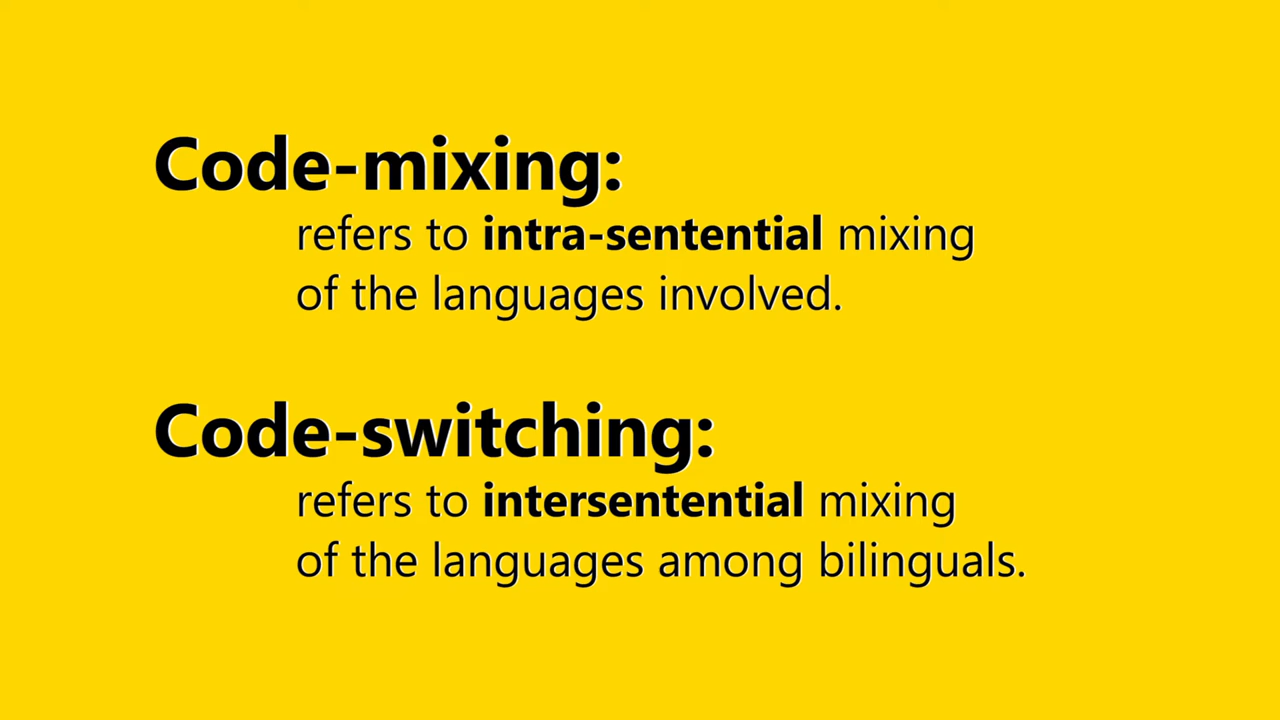 Code-mixing:
refers to intra-sentential mixing
of the languages involved.
Code-switching:
refers to intersentential mixing
of the languages among bilinguals.